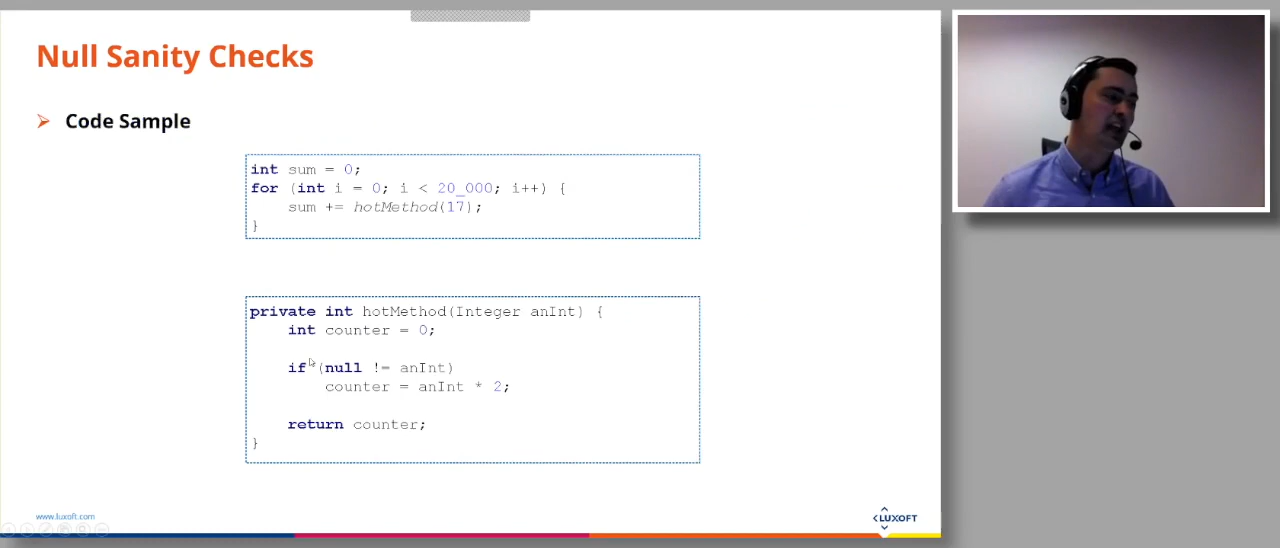 Null Sanity Checks
Code Sample
int sum = 0;
for (int i = 0; i < 20_000; i++) {
sum += hotMethod(17);
}
private int hotMethod(Integer anInt) {
int counter = 0;
if (null != anInt)
counter = anInt * 2;
return counter;
}
www.luxoft.com
LUXOFT